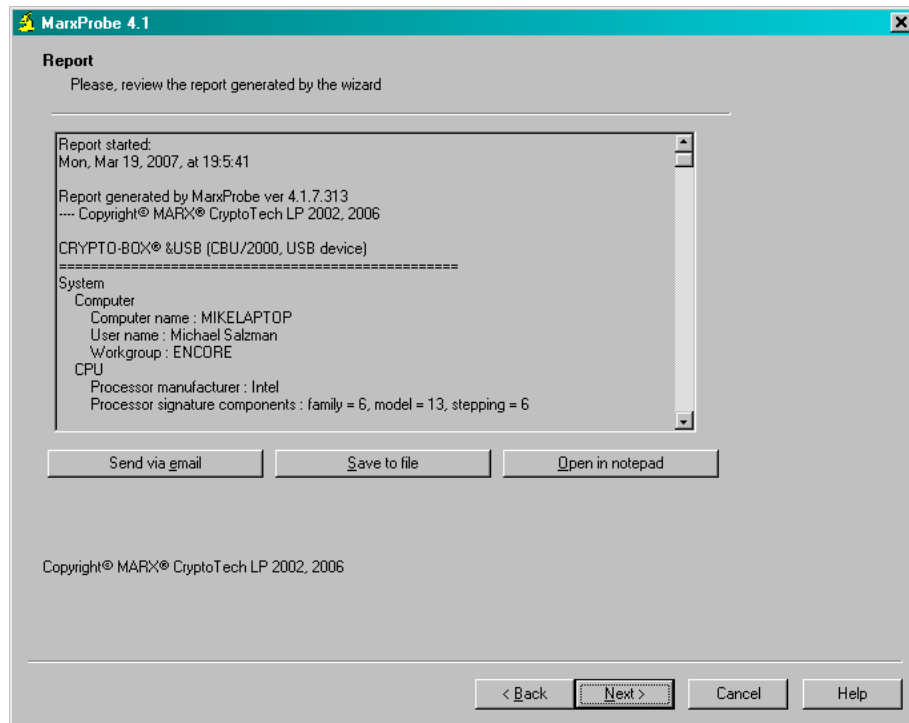 MarxProbe 4.1
Report
Please, review the report generated by the wizard
Report started:
Mon, Mar 19, 2007, at 19:5:41
Report generated by MarxProbe ver 4.1.7.313
---- Copyright© MARX® CryptoTech LP 2002, 2006
CRYPTO-BOX® &USB (CBU/2000, USB device)
==================================================
System
Computer
Computer name : MIKELAPTOP
User name : Michael Salzman
Workgroup : ENCORE
CPU
Processor manufacturer : Intel
Processor signature components : family = 6, model = 13, stepping = 6
Send via email Save to file Open in notepad
Copyright© MARX® CryptoTech LP 2002, 2006
< Back Next > Cancel Help